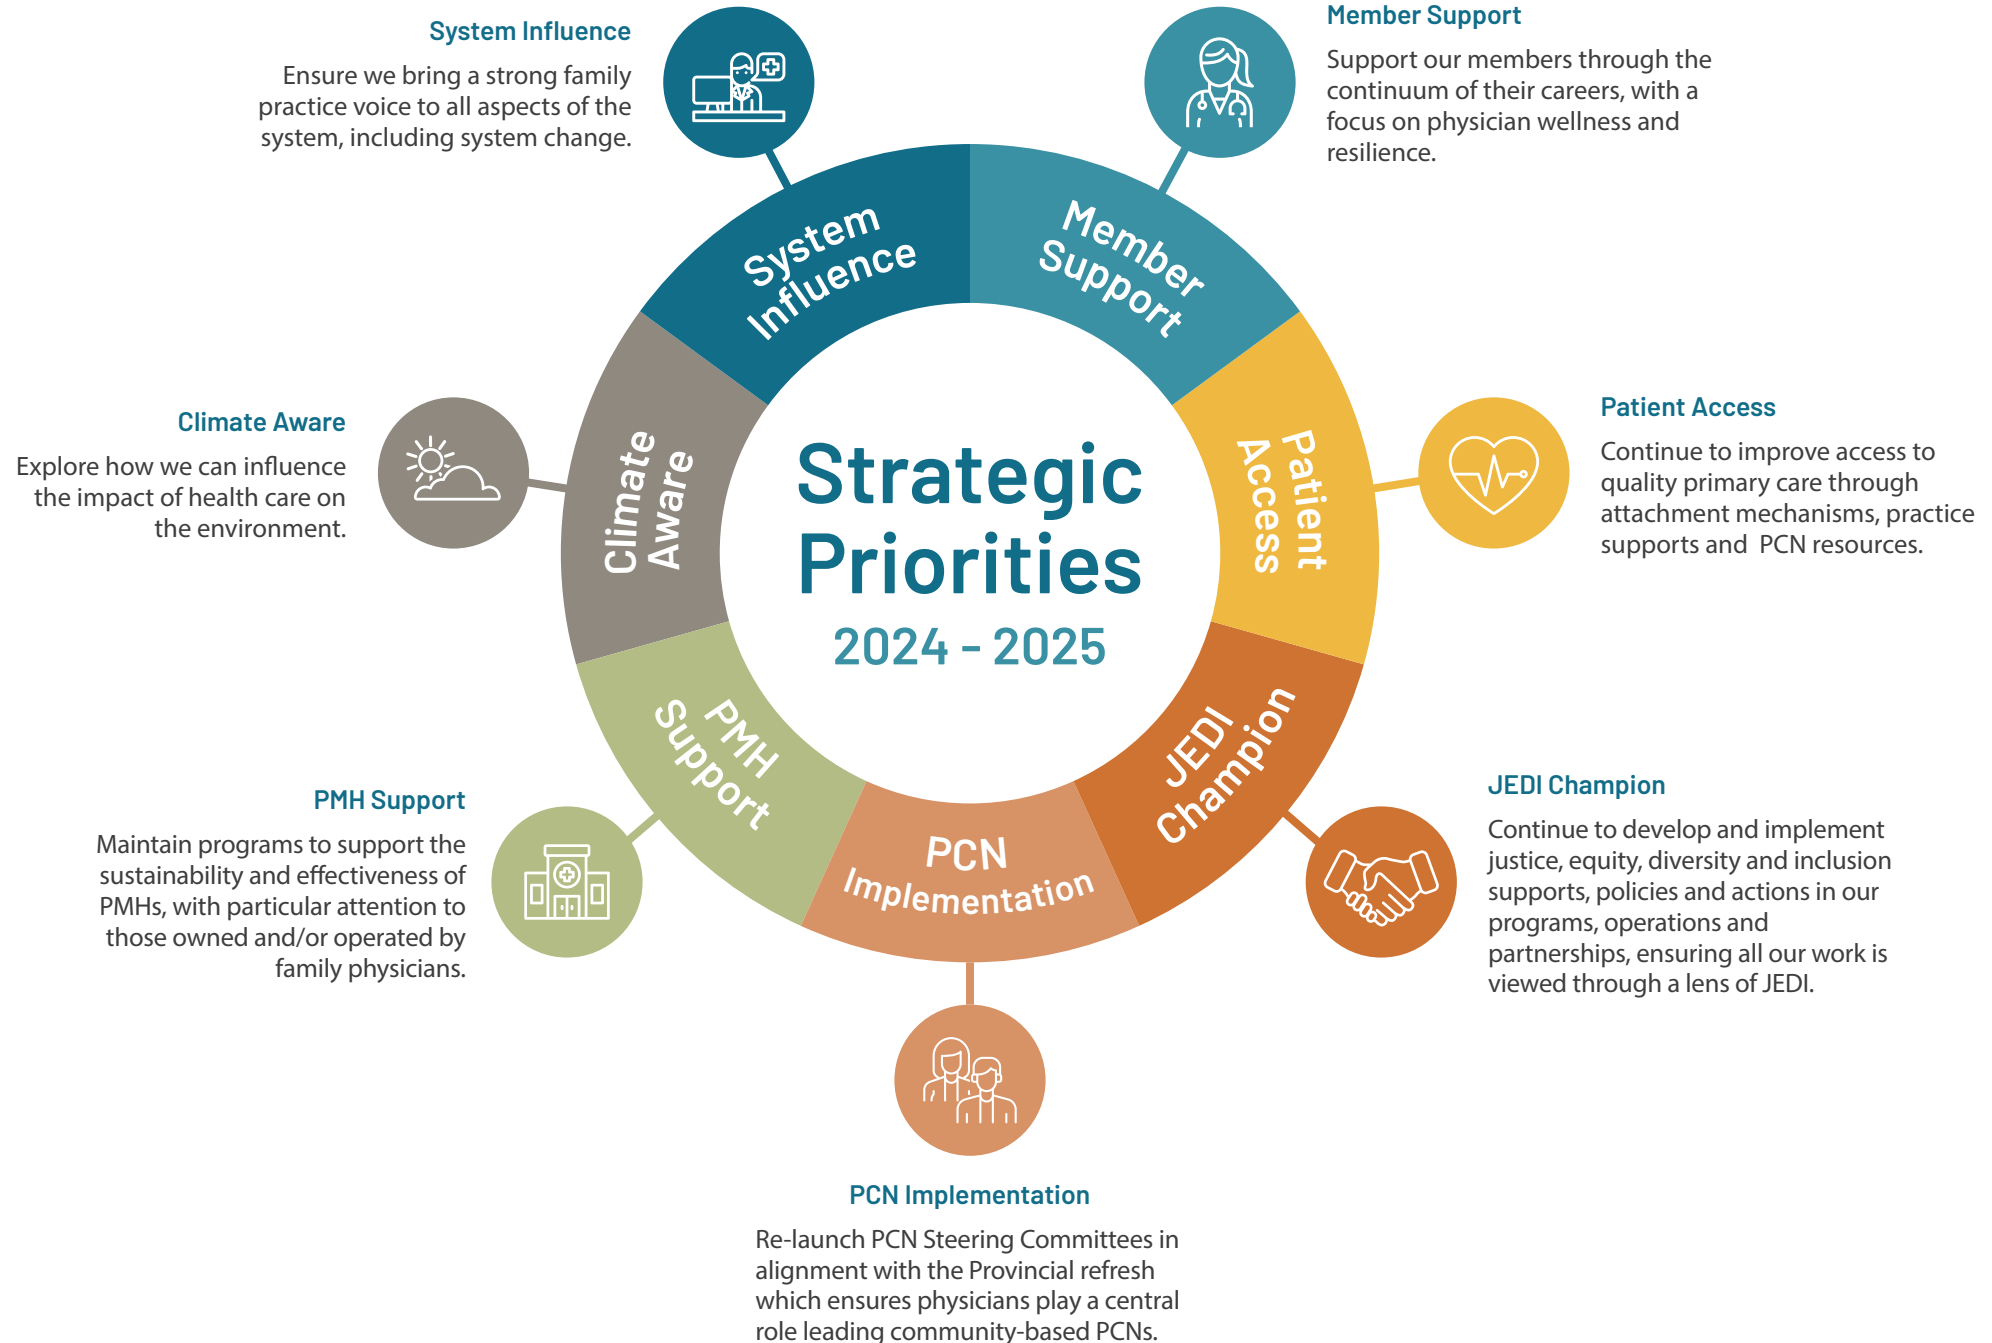 System Influence
Ensure we bring a strong family
practice voice to all aspects of the
system, including system change.
Member Support
Support our members through the
continuum of their careers, with a
focus on physician wellness and
resilience.
System
Influence
Member
Support
Climate Aware
Explore how we can influence
the impact of health care on
the environment.
Climate
Aware
Strategic
Priorities
2024 - 2025
Patient
Access
Patient Access
Continue to improve access to
quality primary care through
attachment mechanisms, practice
supports and PCN resources.
PMH
Support
PCN
Implementation
JEDI
Champion
PMH Support
Maintain programs to support the
sustainability and effectiveness of
PMHs, with particular attention to
those owned and/or operated by
family physicians.
JEDI Champion
Continue to develop and implement
justice, equity, diversity and inclusion
supports, policies and actions in our
programs, operations and
partnerships, ensuring all our work is
viewed through a lens of JEDI.
PCN Implementation
Re-launch PCN Steering Committees in
alignment with the Provincial refresh
which ensures physicians play a central
role leading community-based PCNs.